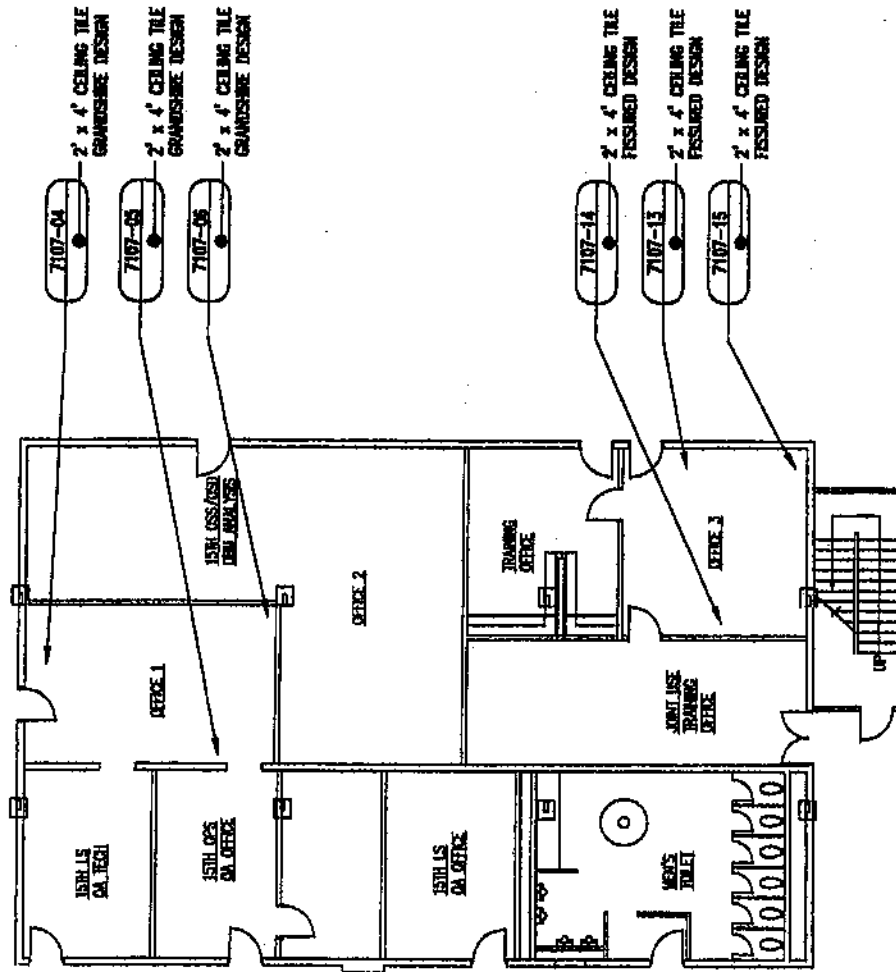 15TH LS
QA TECH
15TH OPS
QA OFFICE
15TH LS
QA OFFICE
MEN'S
TOILET
OFFICE 1
OFFICE 2
JOINT USE
TRAINING
OFFICE
UP
15TH
ANALYSIS
TRAINING
OFFICE
OFFICE 3
7107-04
2' x 4' CEILING TILE
GRANDSHIRE DESIGN
7107-05
2' x 4' CEILING TILE
GRANDSHIRE DESIGN
7107-06
2' x 4' CEILING TILE
GRANDSHIRE DESIGN
7107-14
2' x 4' CEILING TILE
FISSURED DESIGN
7107-13
2' x 4' CEILING TILE
FISSURED DESIGN
7107-15
2' x 4' CEILING TILE
FISSURED DESIGN